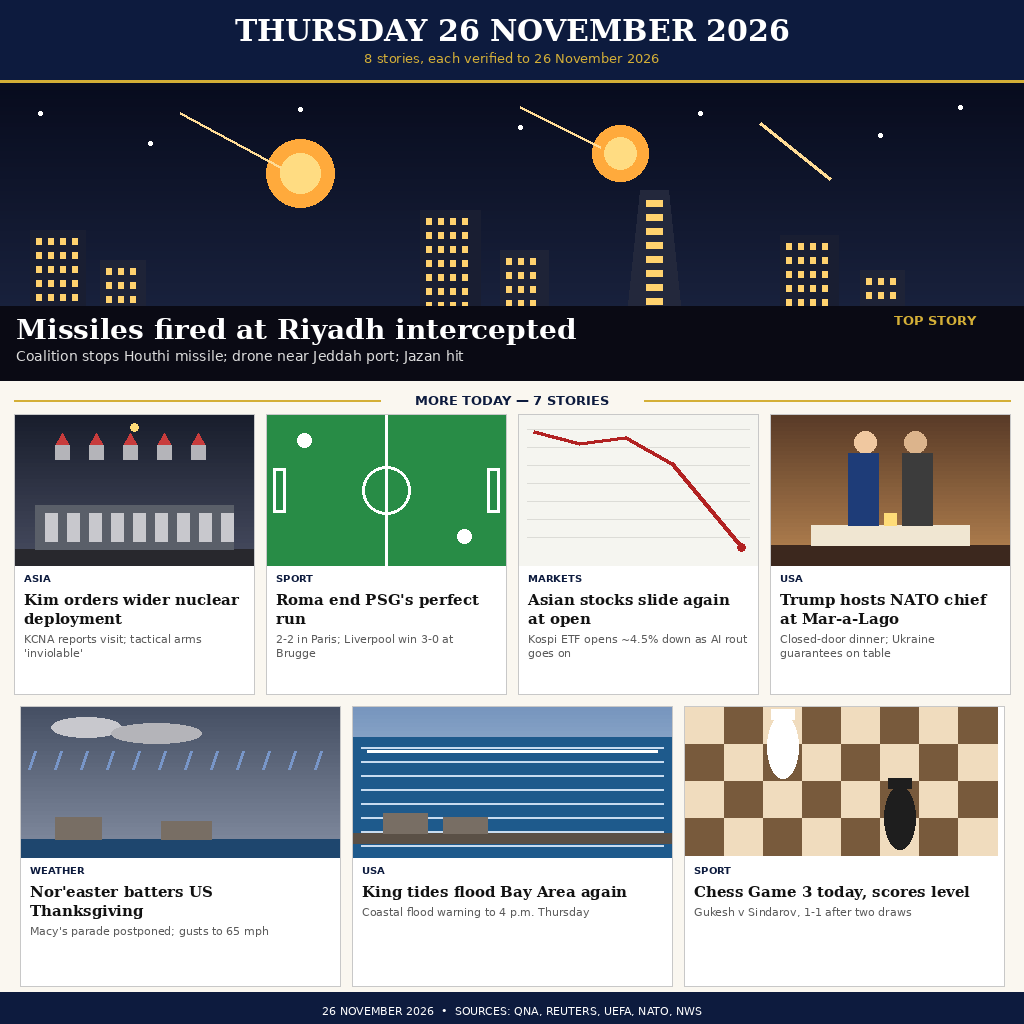 THURSDAY 26 NOVEMBER 2026
8 stories, each verified to 26 November 2026
Missiles fired at Riyadh intercepted
TOP STORY
Coalition stops Houthi missile; drone near Jeddah port; Jazan hit
MORE TODAY — 7 STORIES
ASIA
Kim orders wider nuclear
deployment
KCNA reports visit; tactical arms
'inviolable'
SPORT
Roma end PSG's perfect
run
2-2 in Paris; Liverpool win 3-0 at
Brugge
MARKETS
Asian stocks slide again
at open
Kospi ETF opens ~4.5% down as AI rout
goes on
USA
Trump hosts NATO chief
at Mar-a-Lago
Closed-door dinner; Ukraine
guarantees on table
WEATHER
Nor'easter batters US
Thanksgiving
Macy's parade postponed; gusts to 65 mph
USA
King tides flood Bay Area again
Coastal flood warning to 4 p.m. Thursday
SPORT
Chess Game 3 today, scores level
Gukesh v Sindarov, 1-1 after two draws
26 NOVEMBER 2026 • SOURCES: QNA, REUTERS, UEFA, NATO, NWS